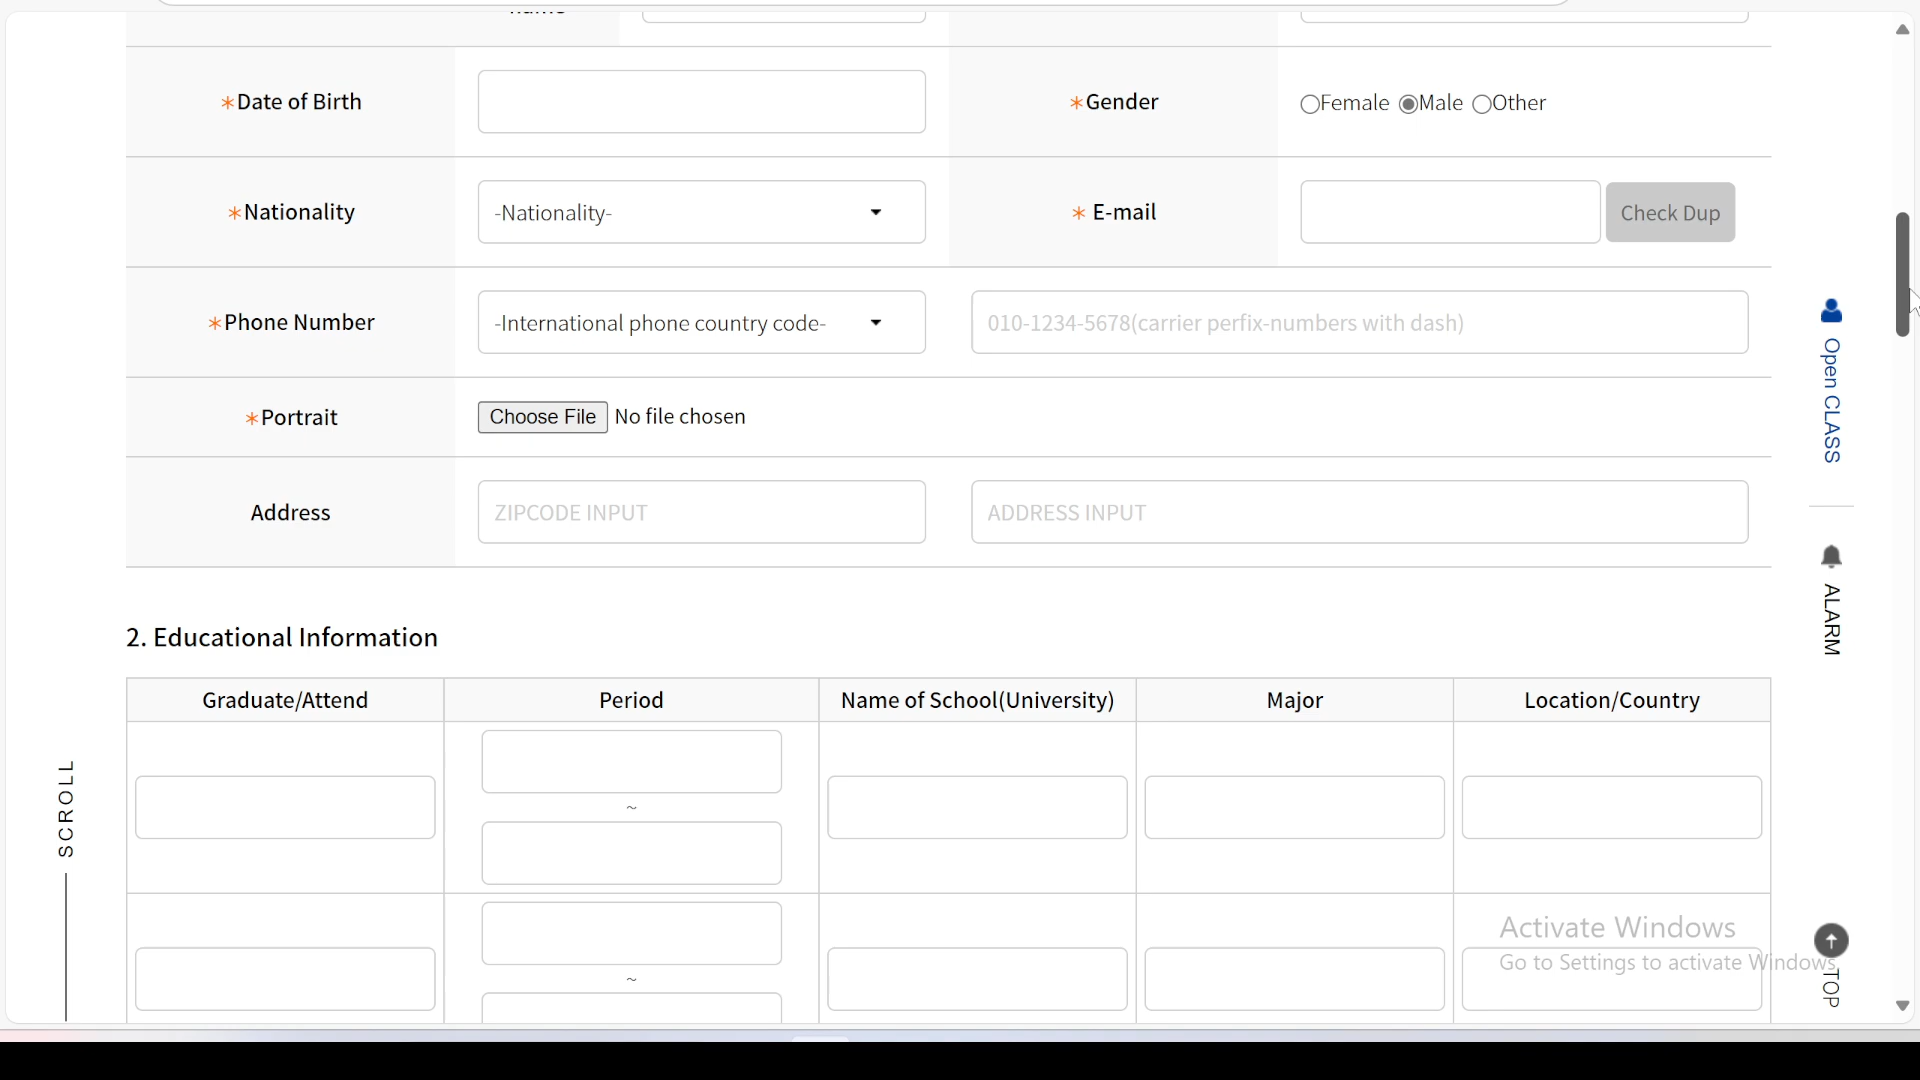 *Date of Birth
*Gender
Female Male Other
*Nationality
-Nationality-
* E-mail
Check Dup
*Phone Number
-International phone country code-
010-1234-5678(carrier perfix-numbers with dash)
*Portrait
Choose File No file chosen
Address
ZIPCODE INPUT
ADDRESS INPUT
Open CLASS
ALARM
2. Educational Information
Graduate/Attend Period Name of School(University) Major Location/Country
~
~
SCROLL
Activate Windows
Go to Settings to activate Windows.
TOP